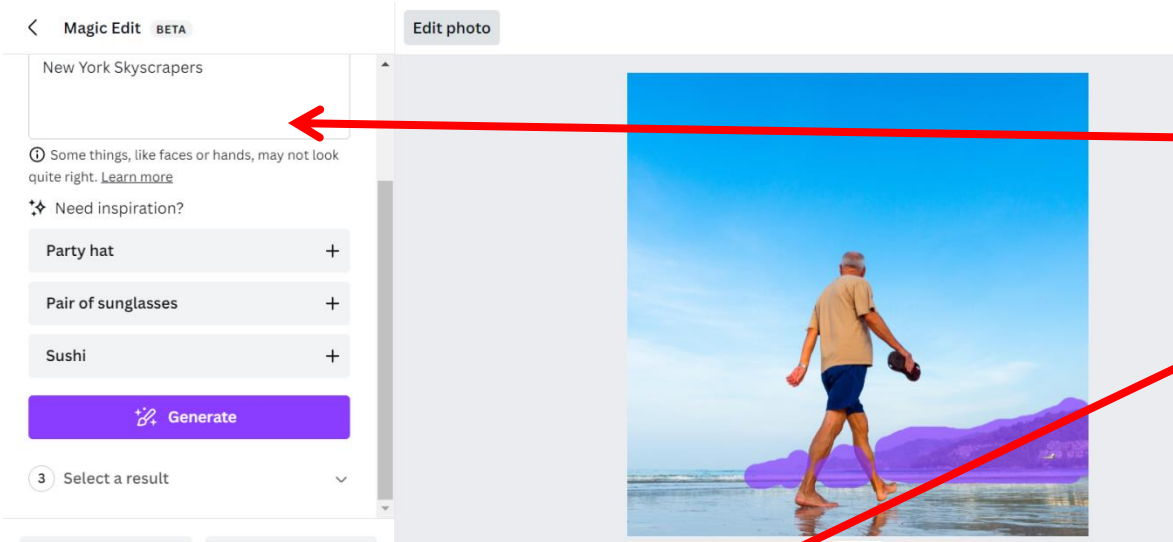 Magic Edit BETA
Edit photo
New York Skyscrapers
Some things, like faces or hands, may not look
quite right. Learn more
Need inspiration?
Party hat +
Pair of sunglasses +
Sushi +
Generate
3 Select a result